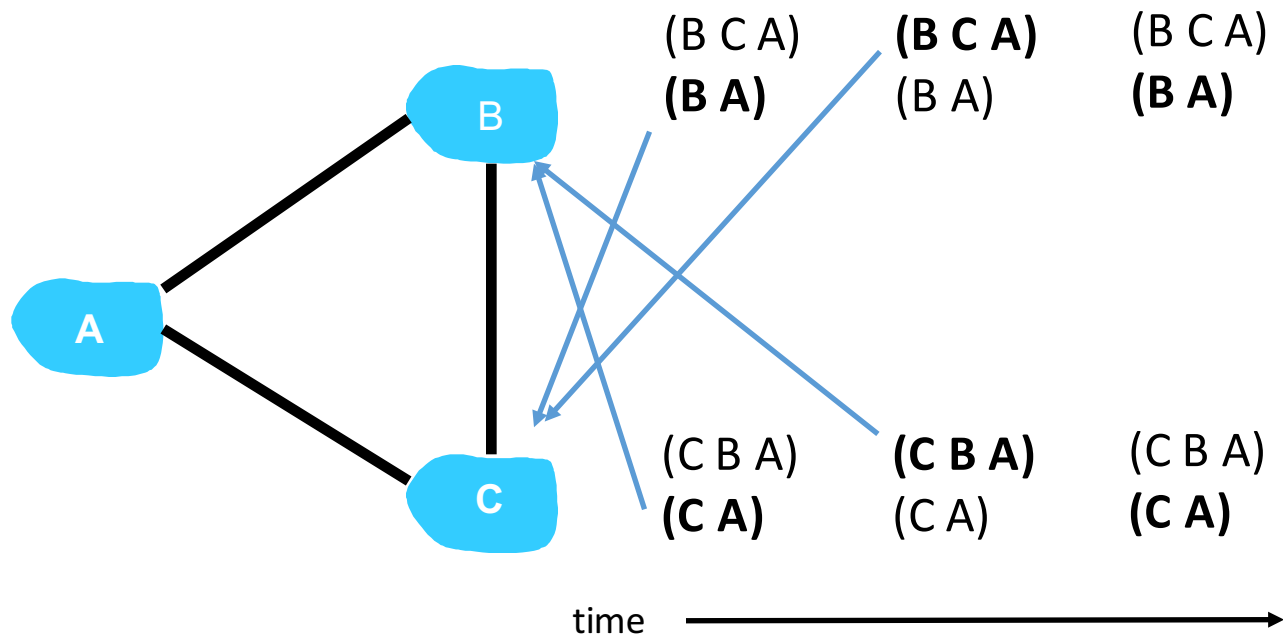 (B C A) (B C A) (B C A)
(B A) (B A) (B A)
B
A
(C B A) (C B A) (C B A)
C
(C A) (C A) (C A)
time